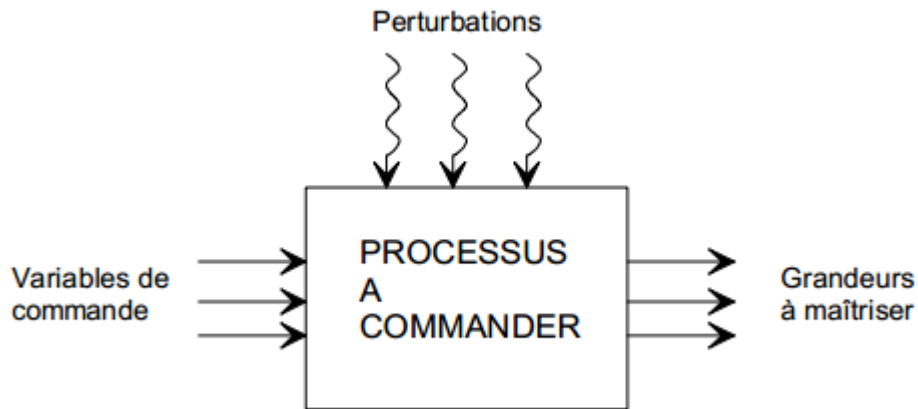 Perturbations
Variables de
commande
PROCESSUS
A
COMMANDER
Grandeurs
à maîtriser